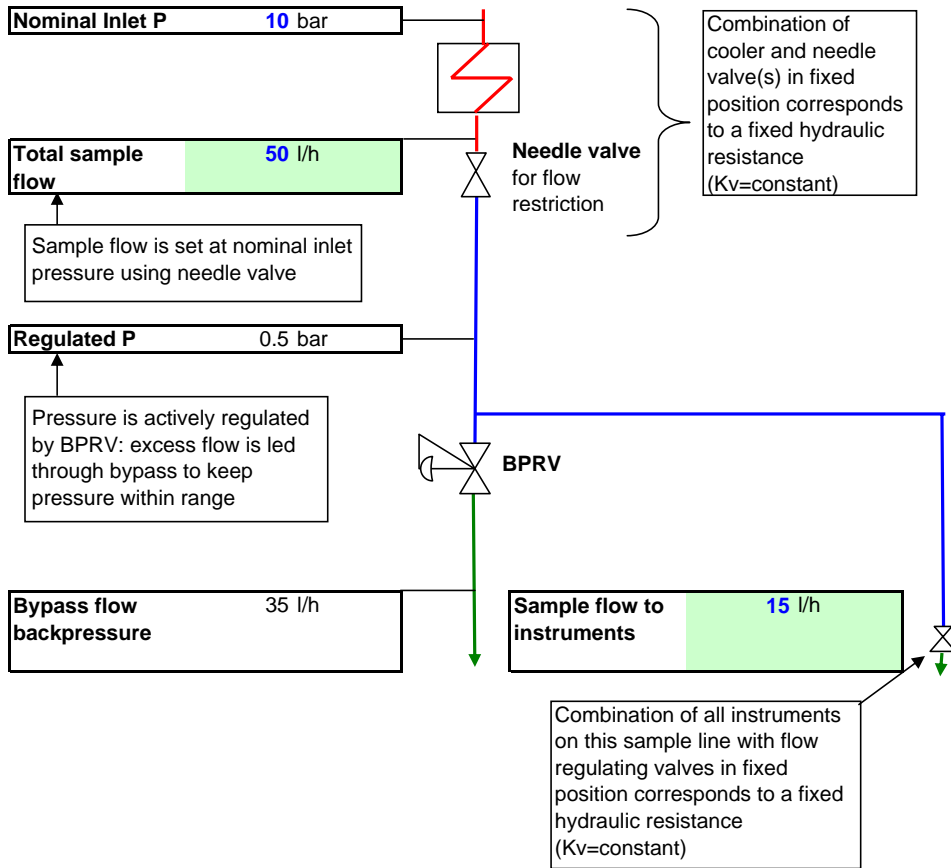 Nominal Inlet P 10 bar
Combination of
cooler and needle
valve(s) in fixed
position corresponds
to a fixed hydraulic
resistance
(Kv=constant)
Total sample 50 l/h
flow
Needle valve
for flow
restriction
Sample flow is set at nominal inlet
pressure using needle valve
Regulated P 0.5 bar
Pressure is actively regulated
by BPRV: excess flow is led
through bypass to keep
pressure within range
BPRV
Bypass flow 35 l/h
backpressure
Sample flow to 15 l/h
instruments
Combination of all instruments
on this sample line with flow
regulating valves in fixed
position corresponds to a fixed
hydraulic resistance
(Kv=constant)